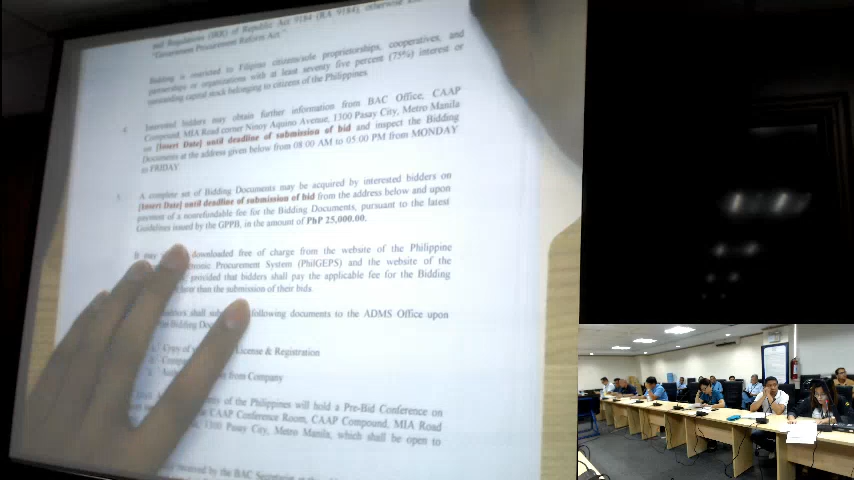 and Regulations (IRR) of Republic Act 9184 (RA 9184), otherwise
"Government Procurement Reform Act."
Bidding is restricted to Filipino citizens/sole proprietorships, cooperatives, and
partnerships or organizations with at least seventy five percent (75%) interest or
outstanding capital stock belonging to citizens of the Philippines.
4. Interested bidders may obtain further information from BAC Office, CAAP
Compound, MIA Road corner Ninoy Aquino Avenue, 1300 Pasay City, Metro Manila
on [Insert Date] until deadline of submission of bid and inspect the Bidding
Documents at the address given below from 08:00 AM to 05:00 PM from MONDAY
to FRIDAY
5. A complete set of Bidding Documents may be acquired by interested bidders on
[Insert Date] until deadline of submission of bid from the address below and upon
payment of a nonrefundable fee for the Bidding Documents, pursuant to the latest
Guidelines issued by the GPPB, in the amount of PhP 25,000.00.
It may downloaded free of charge from the website of the Philippine
Procurement System (PhilGEPS) and the website of the
provided that bidders shall pay the applicable fee for the Bidding
later than the submission of their bids.
shall following documents to the ADMS Office upon
Bidding
Copy of License & Registration
from Company
of the Philippines will hold a Pre-Bid Conference on
CAAP Conference Room, CAAP Compound, MIA Road
1300 Pasay City, Metro Manila, which shall be open to
received by the BAC